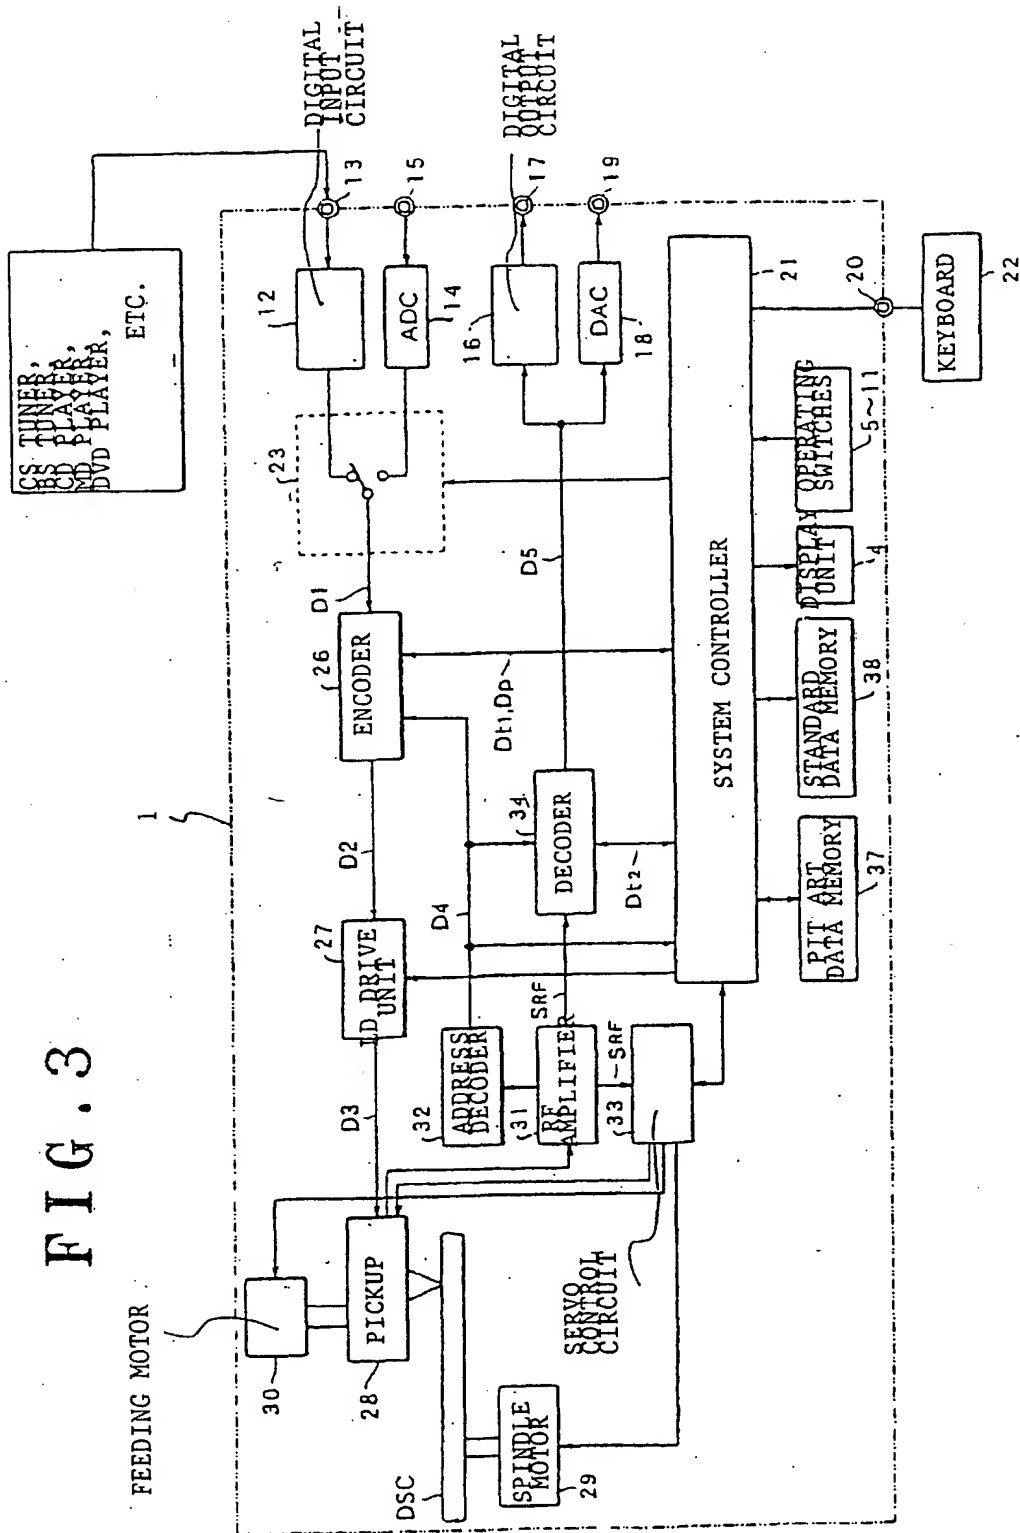 FIG. 3
CS TUNER,
BS TUNER,
CD PLAYER,
MD PLAYER,
DVD PLAYER,
ETC.
1
FEEDING MOTOR
30
PICKUP
28
DSC
SPINDLE
MOTOR
29
D3
LD DRIVE
UNIT
27
D2
ENCODER
26
D1
23
12
DIGITAL
INPUT
CIRCUIT
13
ADC
14
15
ADDRESS
DECODER
32
D4
RF
AMPLIFIER
31
SRF
SRF
33
SERVO
CONTROL
CIRCUIT
DECODER
34
Dt1,Dp
Dt2
D5
16
DIGITAL
OUTPUT
CIRCUIT
17
DAC
18
19
SYSTEM CONTROLLER
21
20
PIT ART
DATA MEMORY
37
STANDARD
DATA MEMORY
38
DISPLAY
UNIT
4
OPERATING
SWITCHES
5~11
KEYBOARD
22